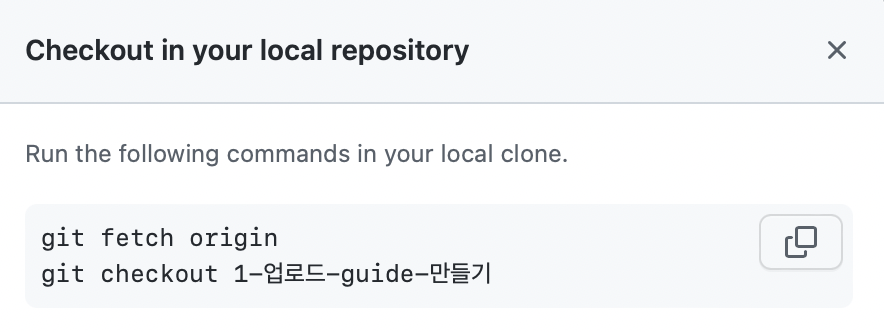 Checkout in your local repository
Run the following commands in your local clone.
git fetch origin
git checkout 1-업로드-guide-만들기